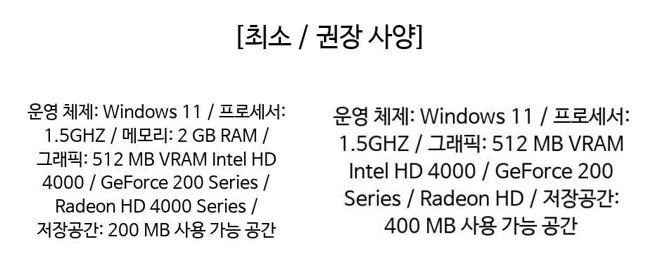 [최소 / 권장 사양]
운영 체제: Windows 11 / 프로세서:
1.5GHZ / 메모리: 2 GB RAM /
그래픽: 512 MB VRAM Intel HD
4000 / GeForce 200 Series /
Radeon HD 4000 Series /
저장공간: 200 MB 사용 가능 공간
운영 체제: Windows 11 / 프로세서:
1.5GHZ / 그래픽: 512 MB VRAM
Intel HD 4000 / GeForce 200
Series / Radeon HD / 저장공간:
400 MB 사용 가능 공간